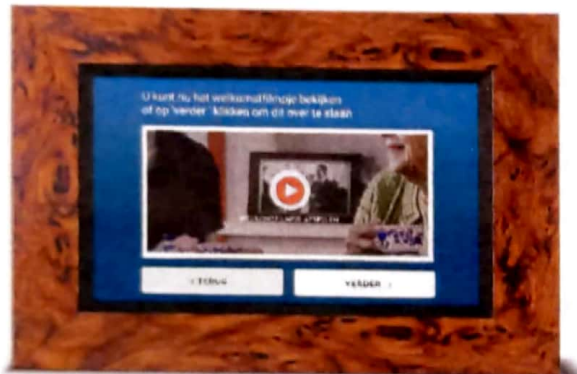 U kunt nu het welkomstfilmpje bekijken
of op 'verder' klikken om dit over te slaan
‹ TERUG
VERDER ›